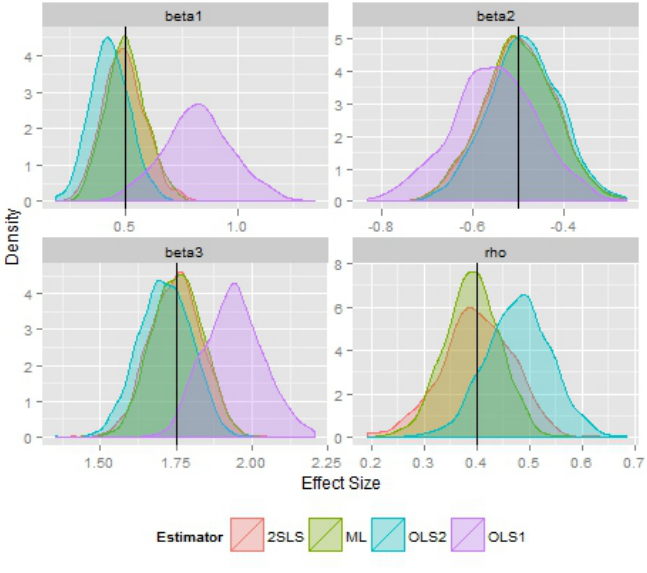 beta1 beta2
4 3 2 1 0
5 4 3 2 1 0
0.5 1.0 -0.8 -0.6 -0.4
beta3 rho
4 3 2 1 0
8 6 4 2 0
1.50 1.75 2.00 2.25 0.2 0.3 0.4 0.5 0.6 0.7
Density
Effect Size
Estimator 2SLS ML OLS2 OLS1